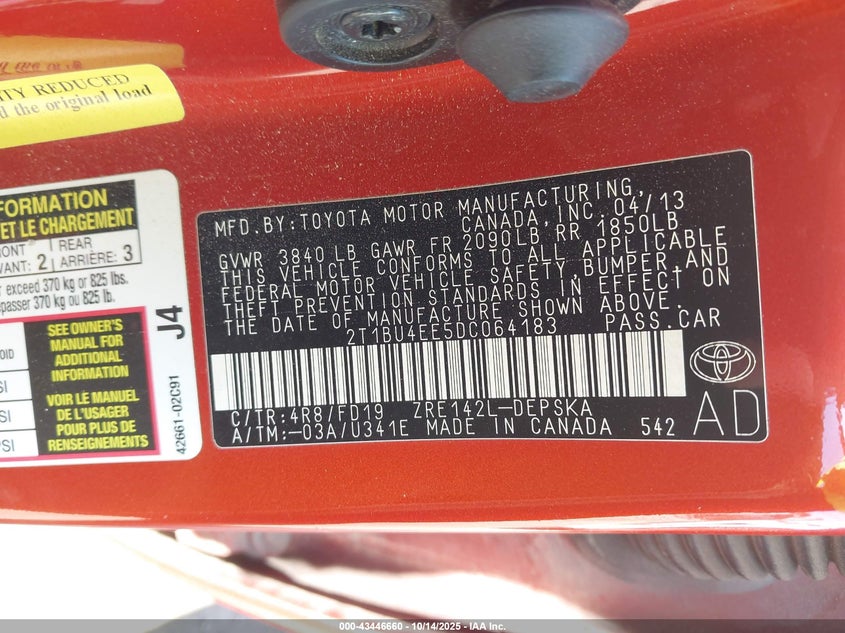 ITY REDUCED
d the original load
FORMATION
ET LE CHARGEMENT
REAR
2 ARRIÈRE: 3
exceed 370 kg or 825 lbs.
passer 370 kg ou 825 lb.
SEE OWNER'S
MANUAL FOR
ADDITIONAL
INFORMATION
VOIR LE MANUEL
DE L'USAGER
POUR PLUS DE
RENSEIGNEMENTS
J4
42661-02C91
MFD.BY:TOYOTA MOTOR MANUFACTURING,
CANADA, INC. 04/13
GVWR 3840 LB GAWR FR 2090LB RR 1850LB
THIS VEHICLE CONFORMS TO ALL APPLICABLE
FEDERAL MOTOR VEHICLE SAFETY,BUMPER AND
THEFT PREVENTION STANDARDS IN EFFECT ON
THE DATE OF MANUFACTURE SHOWN ABOVE.
2T1BU4EE5DC064183 PASS.CAR
C/TR:4R8/FD19 ZRE142L-DEPSKA
A/TM:-03A/U341E MADE IN CANADA 542
AD
000-43446660 - 10/14/2025 - IAA Inc.